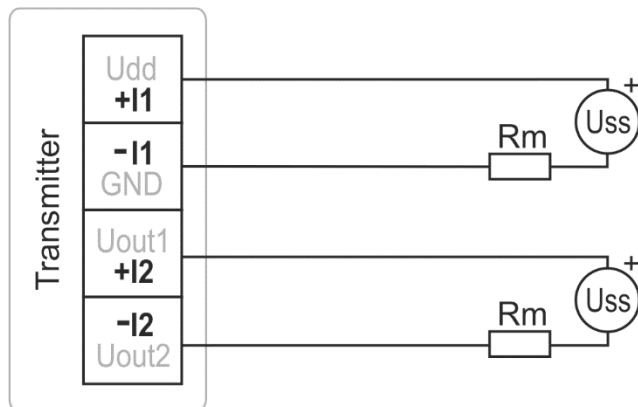 Transmitter
Udd
+I1
-I1
GND
Uout1
+I2
-I2
Uout2
Rm
+
Uss
Rm
+
Uss